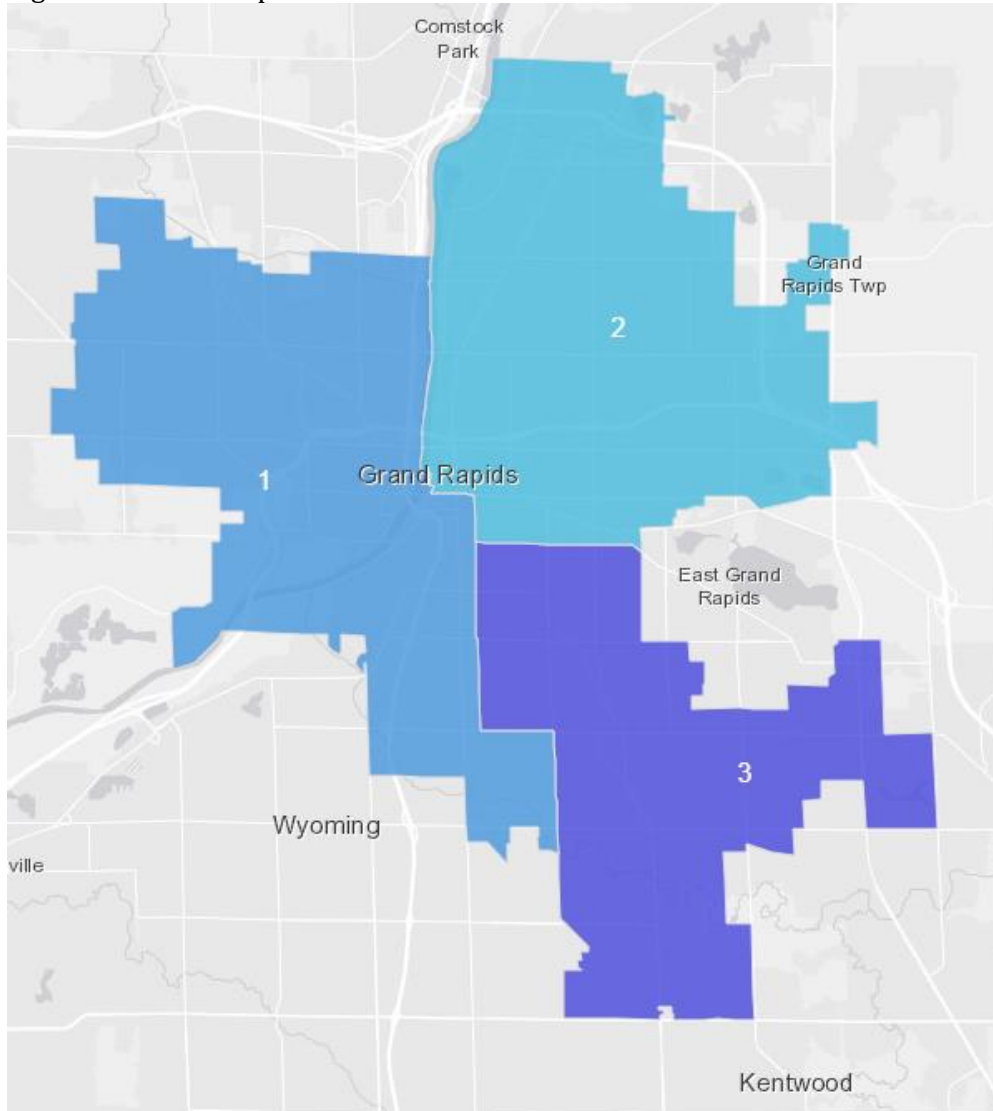 Comstock
Park
Grand
Rapids Twp
2
Grand Rapids
1
East Grand
Rapids
3
Wyoming
ville
Kentwood